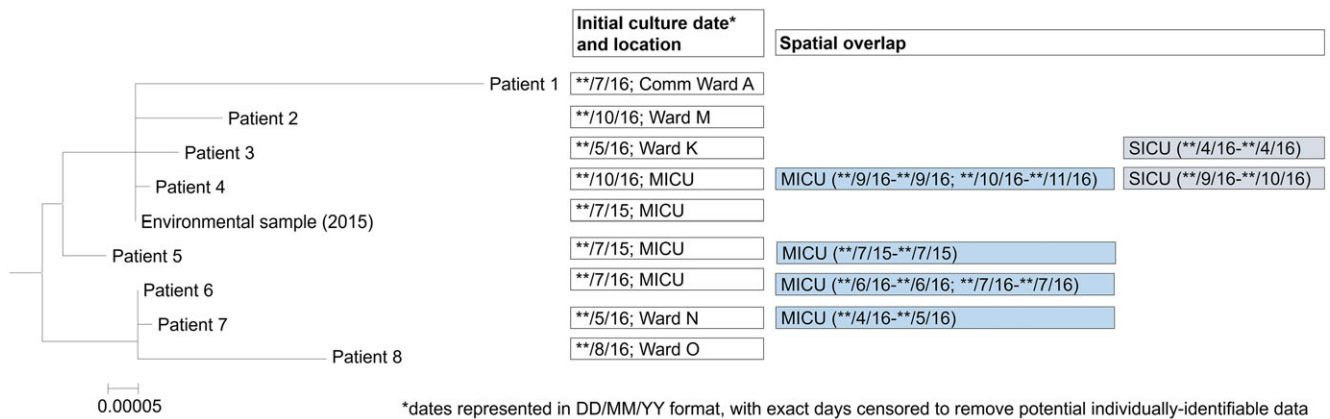 Initial culture date*
and location
Spatial overlap
Patient 1
**/7/16; Comm Ward A
Patient 2
**/10/16; Ward M
Patient 3
**/5/16; Ward K
SICU (**/4/16-**/4/16)
Patient 4
**/10/16; MICU
MICU (**/9/16-**/9/16; **/10/16-**/11/16)
SICU (**/9/16-**/10/16)
Environmental sample (2015)
**/7/15; MICU
Patient 5
**/7/15; MICU
MICU (**/7/15-**/7/15)
Patient 6
**/7/16; MICU
MICU (**/6/16-**/6/16; **/7/16-**/7/16)
Patient 7
**/5/16; Ward N
MICU (**/4/16-**/5/16)
Patient 8
**/8/16; Ward O
0.00005
*dates represented in DD/MM/YY format, with exact days censored to remove potential individually-identifiable data